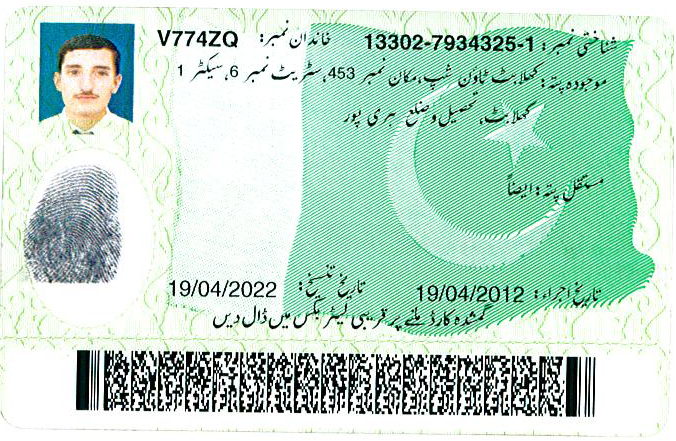 شناختی نمبر: 13302-7934325-1 خاندان نمبر: V774ZQ
موجودہ پتہ: کھلابٹ ٹاؤن شپ، مکان نمبر 453، سٹریٹ نمبر 6، سیکٹر 1
کھلابٹ، تحصیل و ضلع ہری پور
مستقل پتہ: ایضاً
تاریخ اجراء: 19/04/2012 تاریخ تنسیخ: 19/04/2022
گمشدہ کارڈ ملنے پر قریبی لیٹر بکس میں ڈال دیں